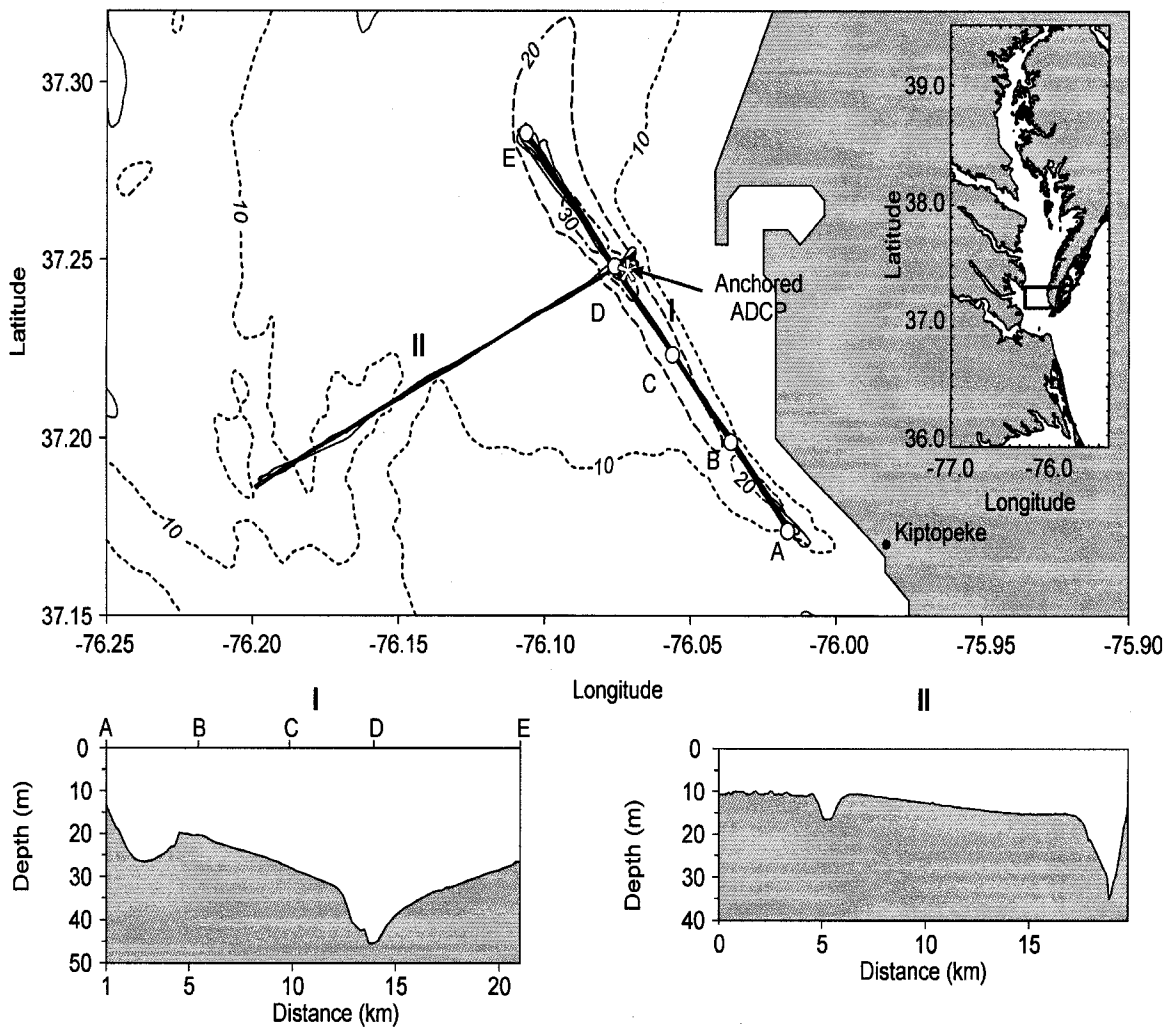 37.30
37.25
37.20
37.15
Latitude
-76.25
-76.20
-76.15
-76.10
-76.05
-76.00
-75.95
-75.90
Longitude
20
10
10
E
30
D
Anchored
ADCP
I
II
C
B
20
10
A
10
Kiptopeke
39.0
38.0
37.0
36.0
Latitude
-77.0
-76.0
Longitude
I
A
B
C
D
E
0
10
20
30
40
50
Depth (m)
1
5
10
15
20
Distance (km)
II
0
10
20
30
40
Depth (m)
0
5
10
15
Distance (km)